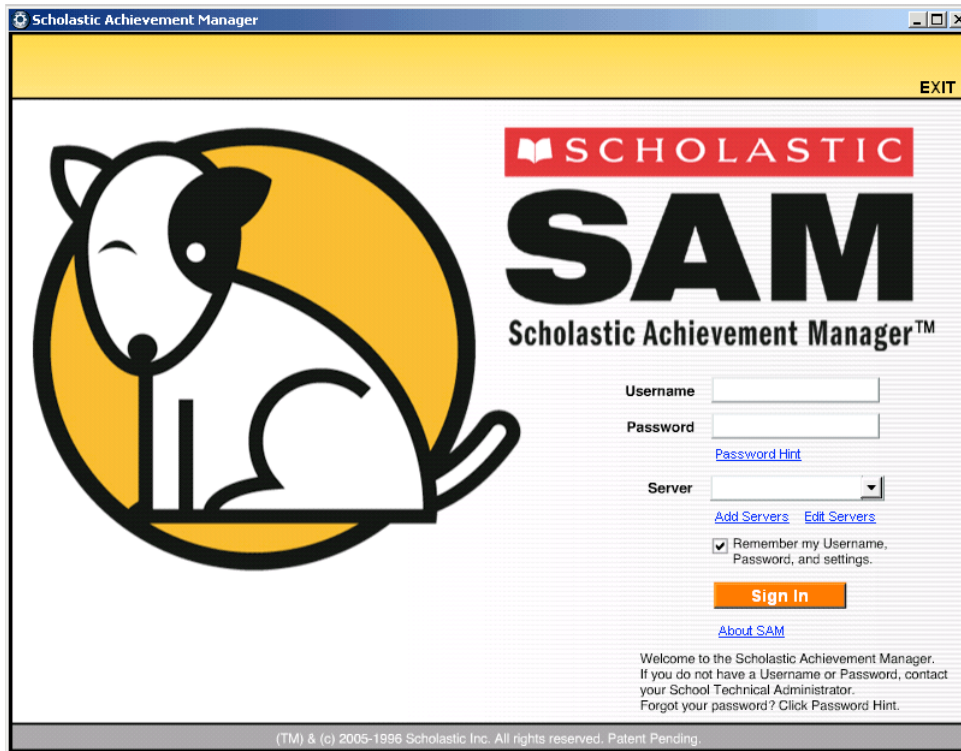 Scholastic Achievement Manager
EXIT
SCHOLASTIC
SAM
Scholastic Achievement Manager™
Username
Password
Password Hint
Server
Add Servers Edit Servers
Remember my Username,
Password, and settings.
Sign In
About SAM
Welcome to the Scholastic Achievement Manager.
If you do not have a Username or Password, contact
your School Technical Administrator.
Forgot your password? Click Password Hint.
(TM) & (c) 2005-1996 Scholastic Inc. All rights reserved. Patent Pending.